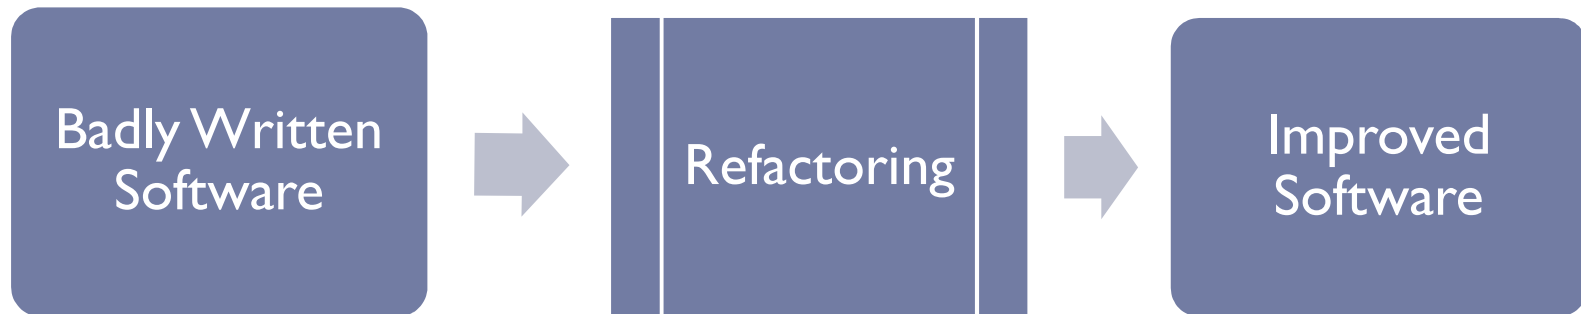 Badly Written
Software
Refactoring
Improved
Software